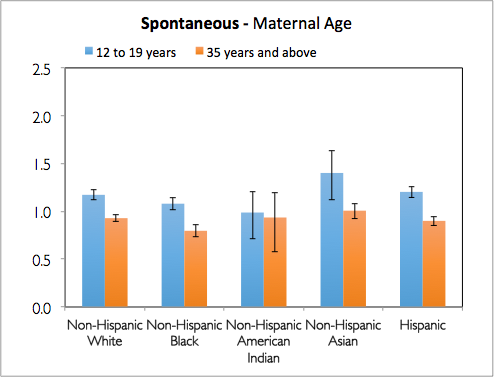 Spontaneous - Maternal Age
12 to 19 years 35 years and above
2.5
2.0
1.5
1.0
0.5
0.0
Non-Hispanic White
Non-Hispanic Black
Non-Hispanic American Indian
Non-Hispanic Asian
Hispanic